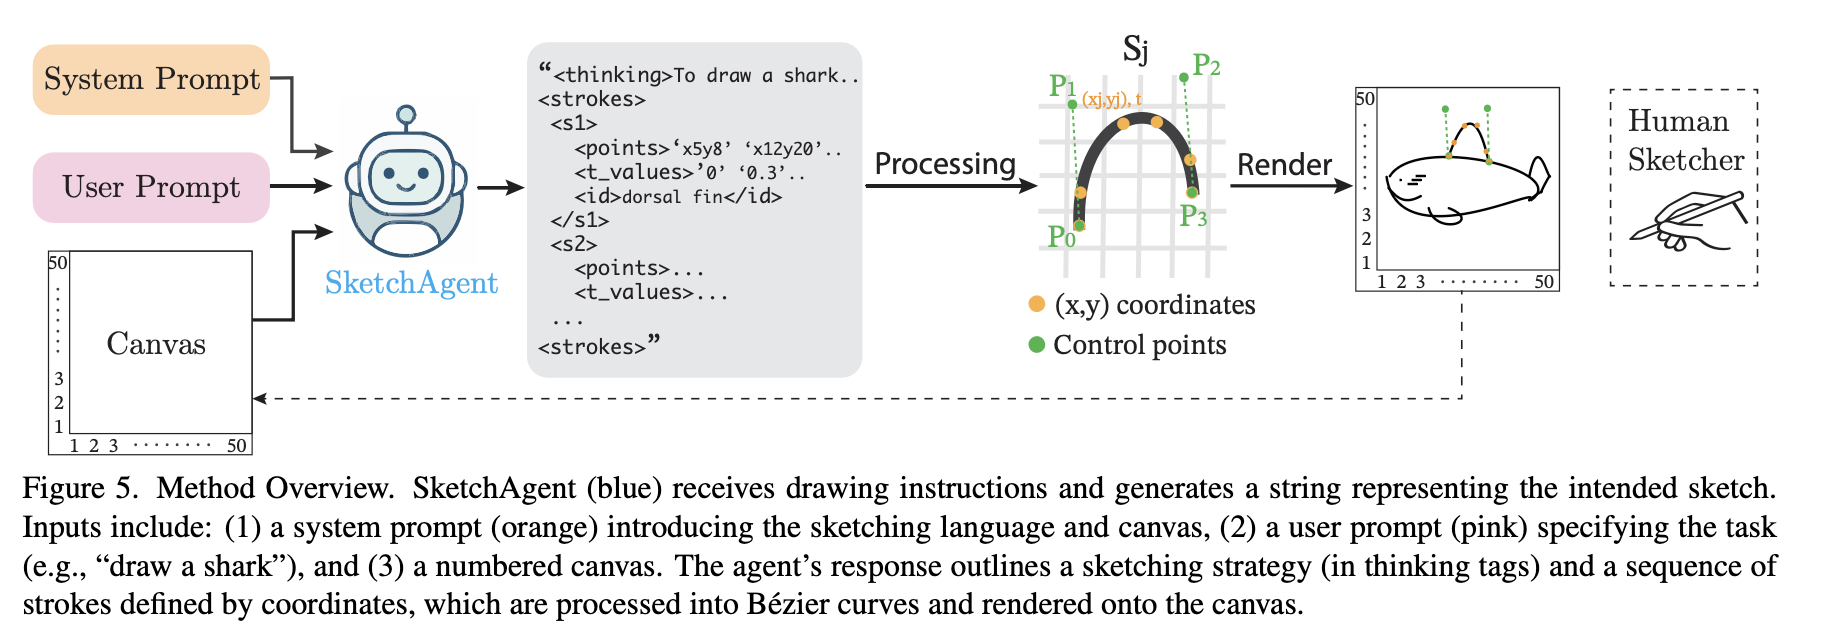 System Prompt
User Prompt
50
Canvas
3
2
1
1 2 3 ········ 50
SketchAgent
“<thinking>To draw a shark..
<strokes>
<s1>
<points>‘x5y8’ ‘x12y20’..
<t_values>’0’ ‘0.3’..
<id>dorsal fin</id>
</s1>
<s2>
<points>...
<t_values>...
...
<strokes>”
Processing
Sj
P1
(xj,yj), t
P2
P0
P3
(x,y) coordinates
Control points
Render
50
3
2
1
1 2 3 ········ 50
Human
Sketcher
Figure 5. Method Overview. SketchAgent (blue) receives drawing instructions and generates a string representing the intended sketch.
Inputs include: (1) a system prompt (orange) introducing the sketching language and canvas, (2) a user prompt (pink) specifying the task
(e.g., “draw a shark”), and (3) a numbered canvas. The agent’s response outlines a sketching strategy (in thinking tags) and a sequence of
strokes defined by coordinates, which are processed into Bézier curves and rendered onto the canvas.